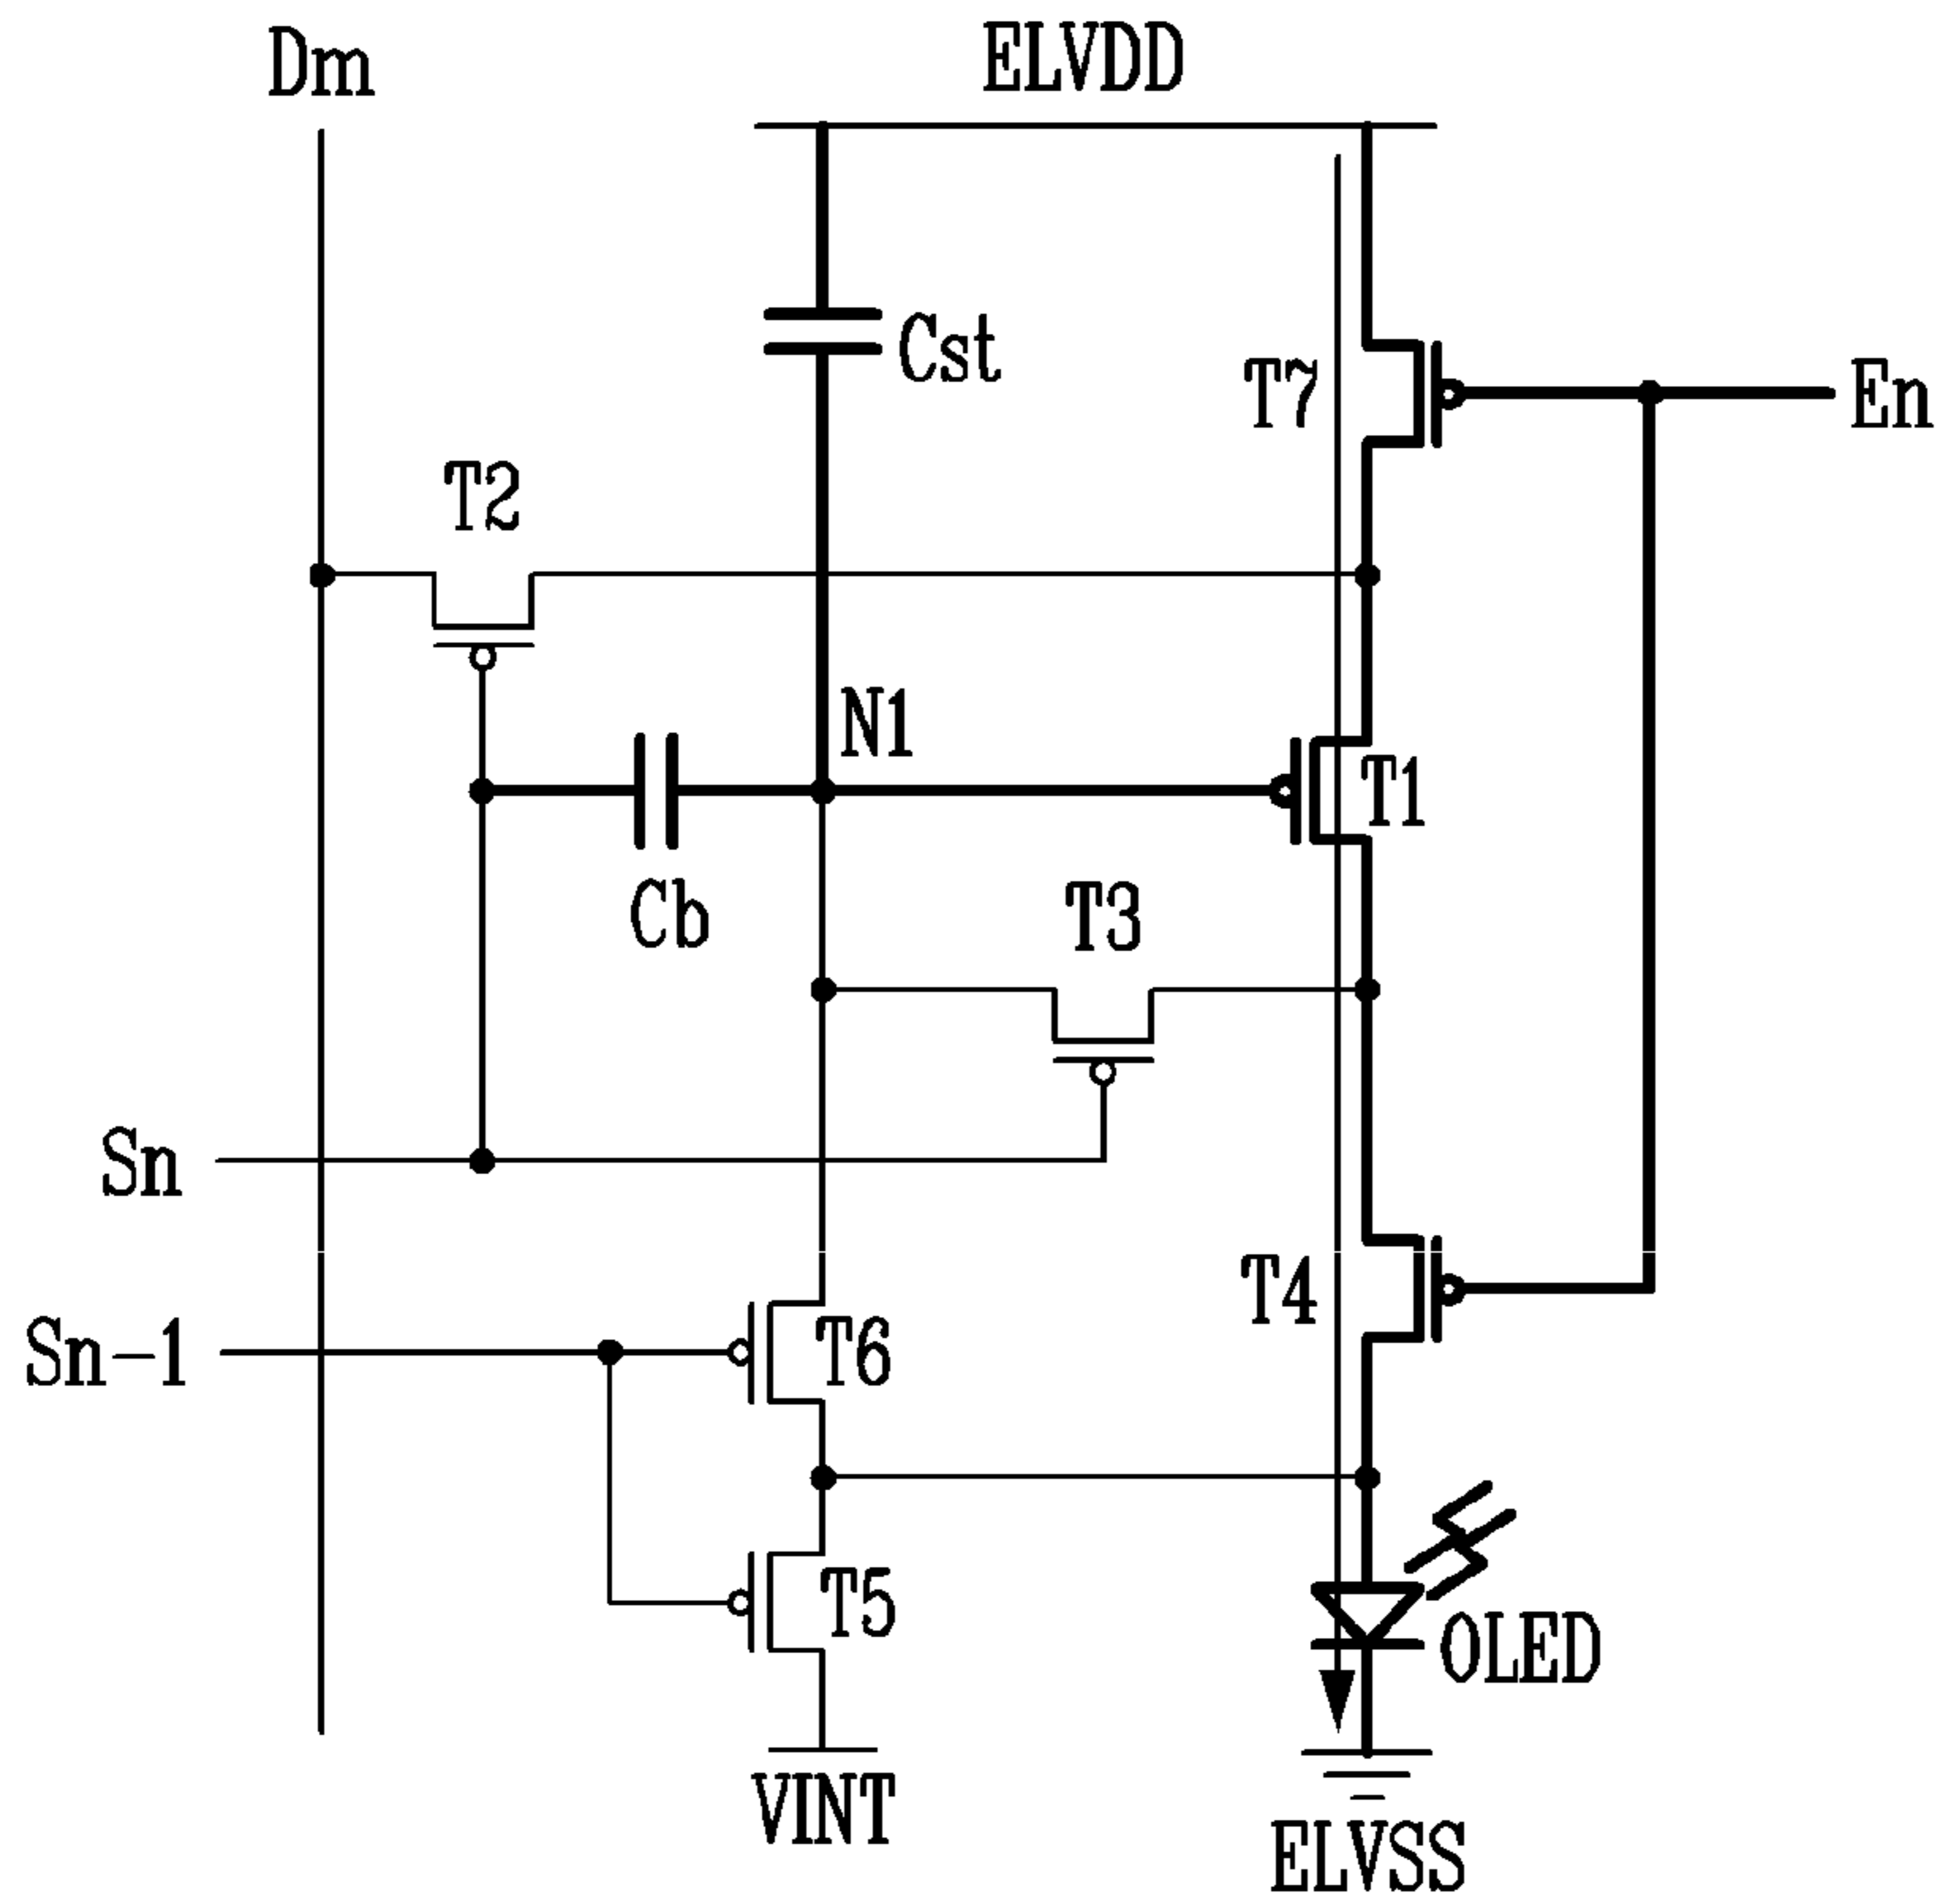 Dm
ELVDD
Cst
T7
En
T2
N1
T1
Cb
T3
Sn
T4
Sn-1
T6
T5
OLED
VINT
ELVSS